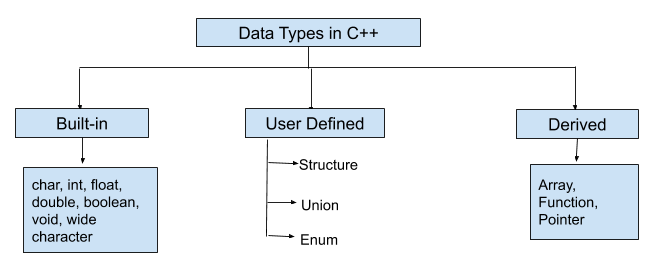 Data Types in C++
Built-in
User Defined
Derived
char, int, float,
double, boolean,
void, wide
character
Structure
Union
Enum
Array,
Function,
Pointer